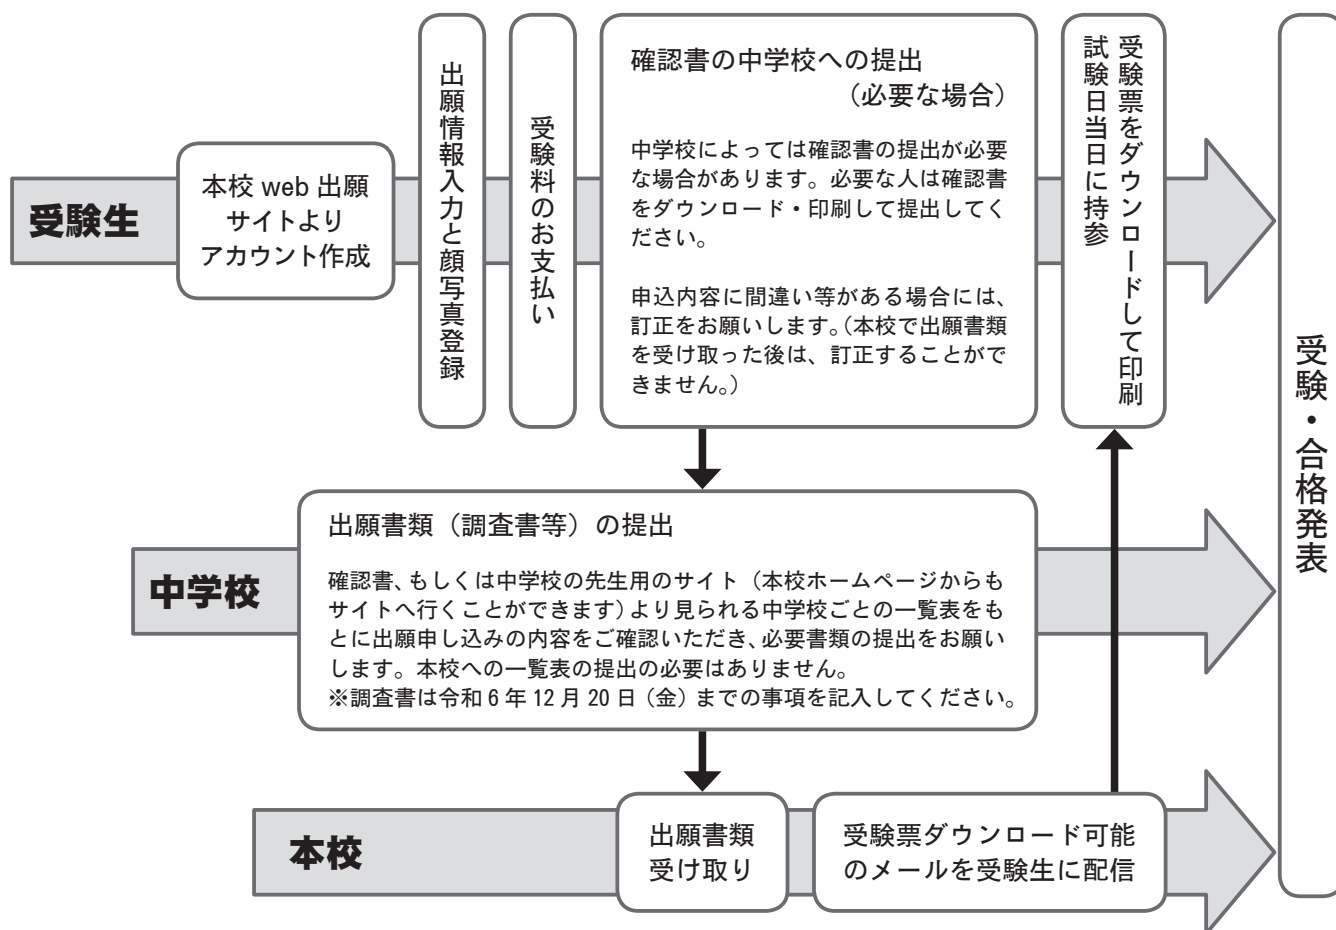 受験生
本校 web 出願
サイトより
アカウント作成
出願情報入力と顔写真登録
受験料のお支払い
確認書の中学校への提出
（必要な場合）
中学校によっては確認書の提出が必要
な場合があります。必要な人は確認書
をダウンロード・印刷して提出してく
ださい。
申込内容に間違い等がある場合には、
訂正をお願いします。（本校で出願書類
を受け取った後は、訂正することがで
きません。）
受験票をダウンロードして印刷
試験日当日に持参
受験・合格発表
中学校
出願書類（調査書等）の提出
確認書、もしくは中学校の先生用のサイト（本校ホームページからも
サイトへ行くことができます）より見られる中学校ごとの一覧表をも
とに出願申し込みの内容をご確認いただき、必要書類の提出をお願い
します。本校への一覧表の提出の必要はありません。
※調査書は令和 6 年 12 月 20 日（金）までの事項を記入してください。
本校
出願書類
受け取り
受験票ダウンロード可能
のメールを受験生に配信